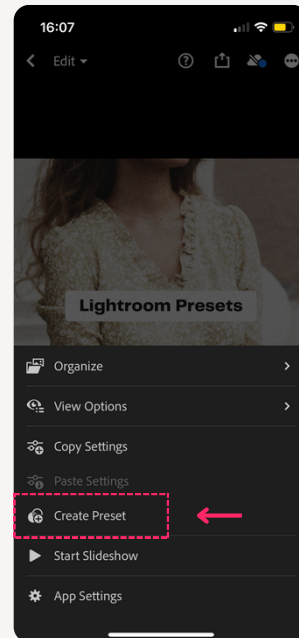 16:07
Edit
Lightroom Presets
Organize
View Options
Copy Settings
Paste Settings
Create Preset
Start Slideshow
App Settings